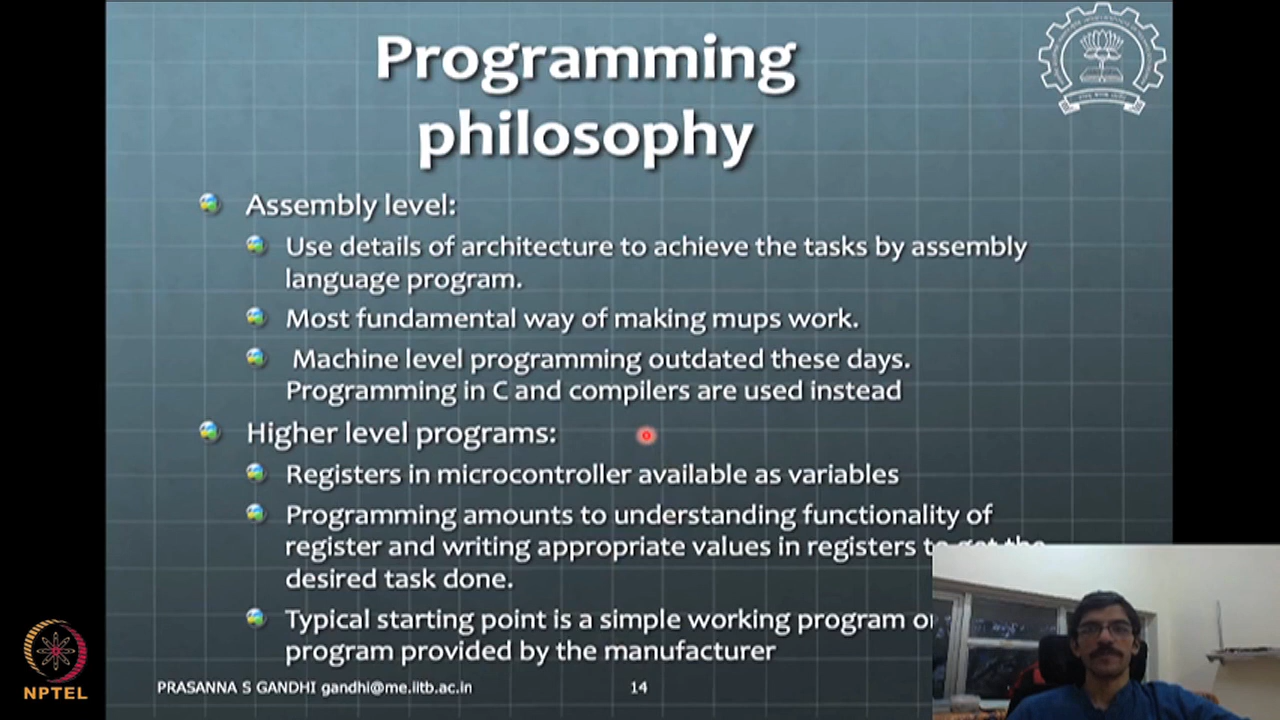 Programming
philosophy
Assembly level:
Use details of architecture to achieve the tasks by assembly
language program.
Most fundamental way of making mups work.
Machine level programming outdated these days.
Programming in C and compilers are used instead
Higher level programs:
Registers in microcontroller available as variables
Programming amounts to understanding functionality of
register and writing appropriate values in registers to get the
desired task done.
Typical starting point is a simple working program
program provided by the manufacturer
PRASANNA S GANDHI gandhi@me.iitb.ac.in 14
NPTEL